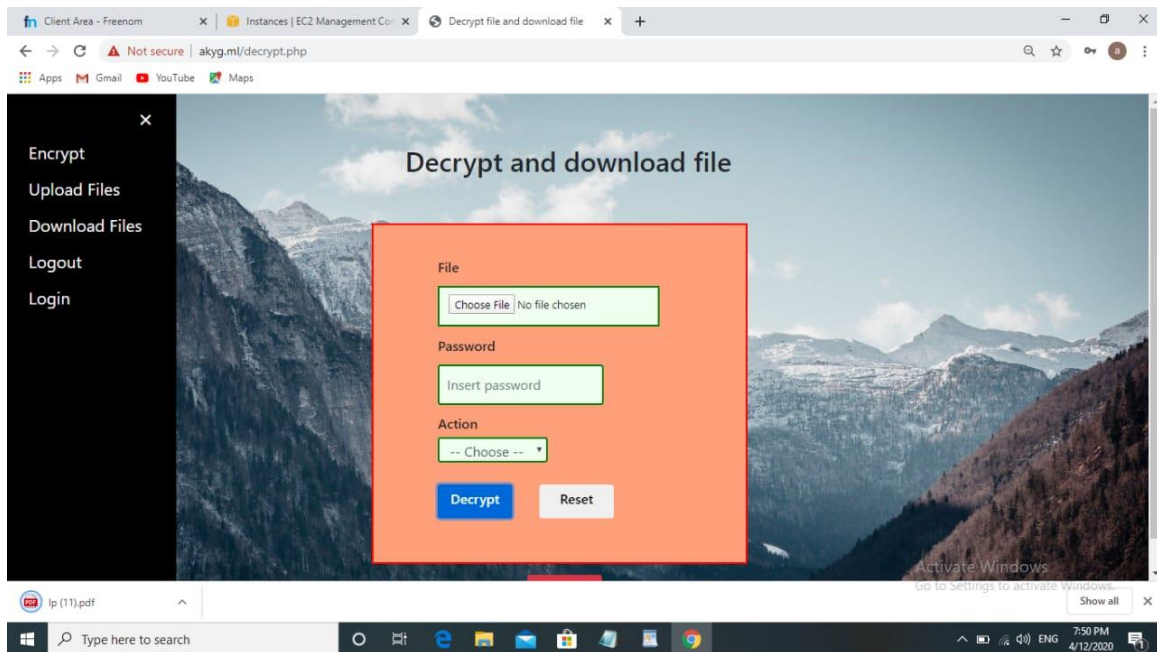 Client Area - Freenom
Instances | EC2 Management Co
Decrypt file and download file
Not secure | akyg.ml/decrypt.php
a
Apps
Gmail
YouTube
Maps
Encrypt
Upload Files
Download Files
Logout
Login
Decrypt and download file
File
Choose File No file chosen
Password
Insert password
Action
-- Choose --
Decrypt
Reset
Activate Windows
Go to Settings to activate Windows.
PDF
lp (11).pdf
Show all
Type here to search
ENG
7:50 PM
4/12/2020